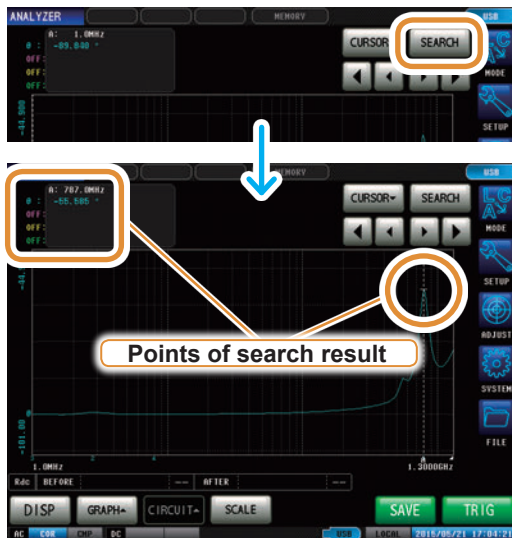 ANALYZER MEMORY USB
A: 1.0MHz
θ : -89.840 °
OFF:
OFF:
OFF:
CURSOR SEARCH
MODE
-44.900
SETUP
MEMORY USB
A: 787.0MHz
θ : -55.585 °
OFF:
OFF:
OFF:
CURSOR SEARCH
LC
MODE
SETUP
ADJUST
Points of search result
SYSTEM
FILE
-101.00
1.0MHz 1.3000GHz
Rdc BEFORE -- AFTER --
DISP GRAPH CIRCUIT SCALE SAVE TRIG
AC COR CMP DC USB LOCAL 2015/05/21 17:04:21